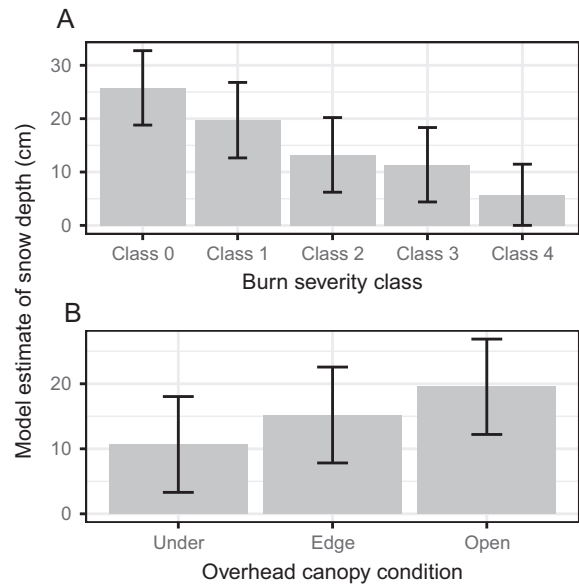 A
Model estimate of snow depth (cm)
30
20
10
0
Class 0 Class 1 Class 2 Class 3 Class 4
Burn severity class
B
20
10
0
Under Edge Open
Overhead canopy condition